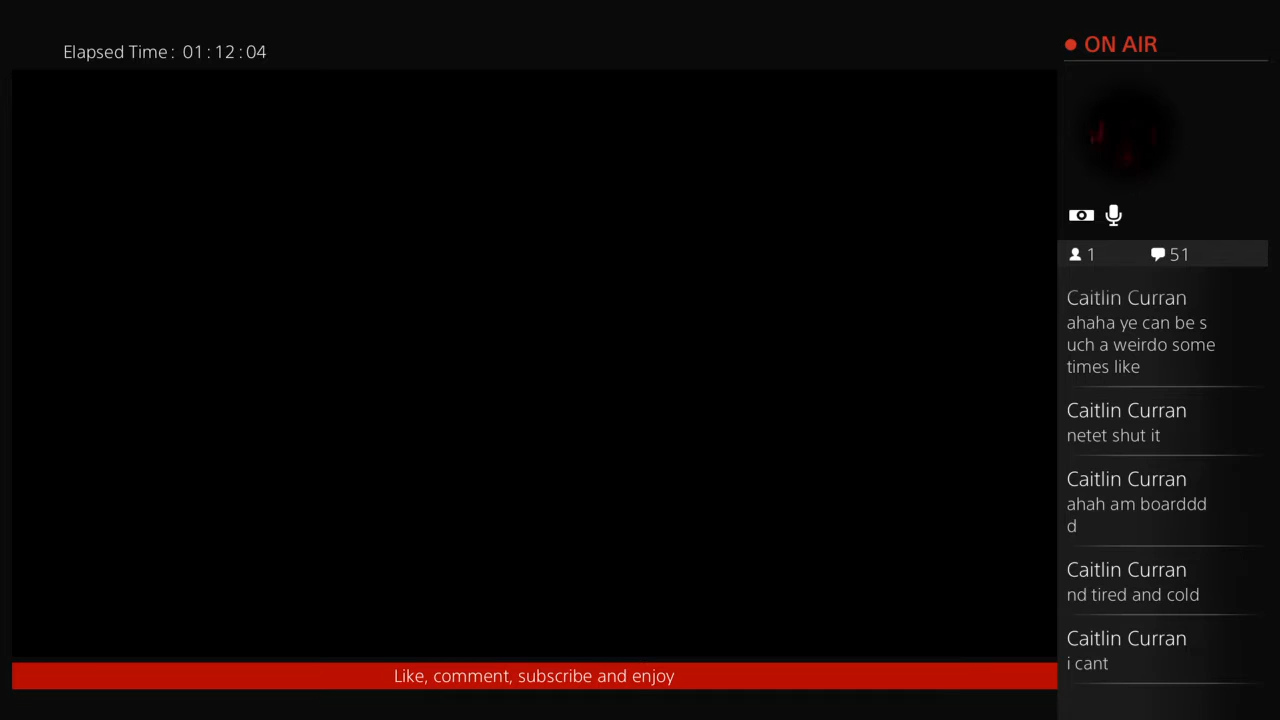 Elapsed Time: 01:12:04
ON AIR
1 51
Caitlin Curran
ahaha ye can be s
uch a weirdo some
times like
Caitlin Curran
netet shut it
Caitlin Curran
ahah am boarddd
d
Caitlin Curran
nd tired and cold
Caitlin Curran
i cant
Like, comment, subscribe and enjoy